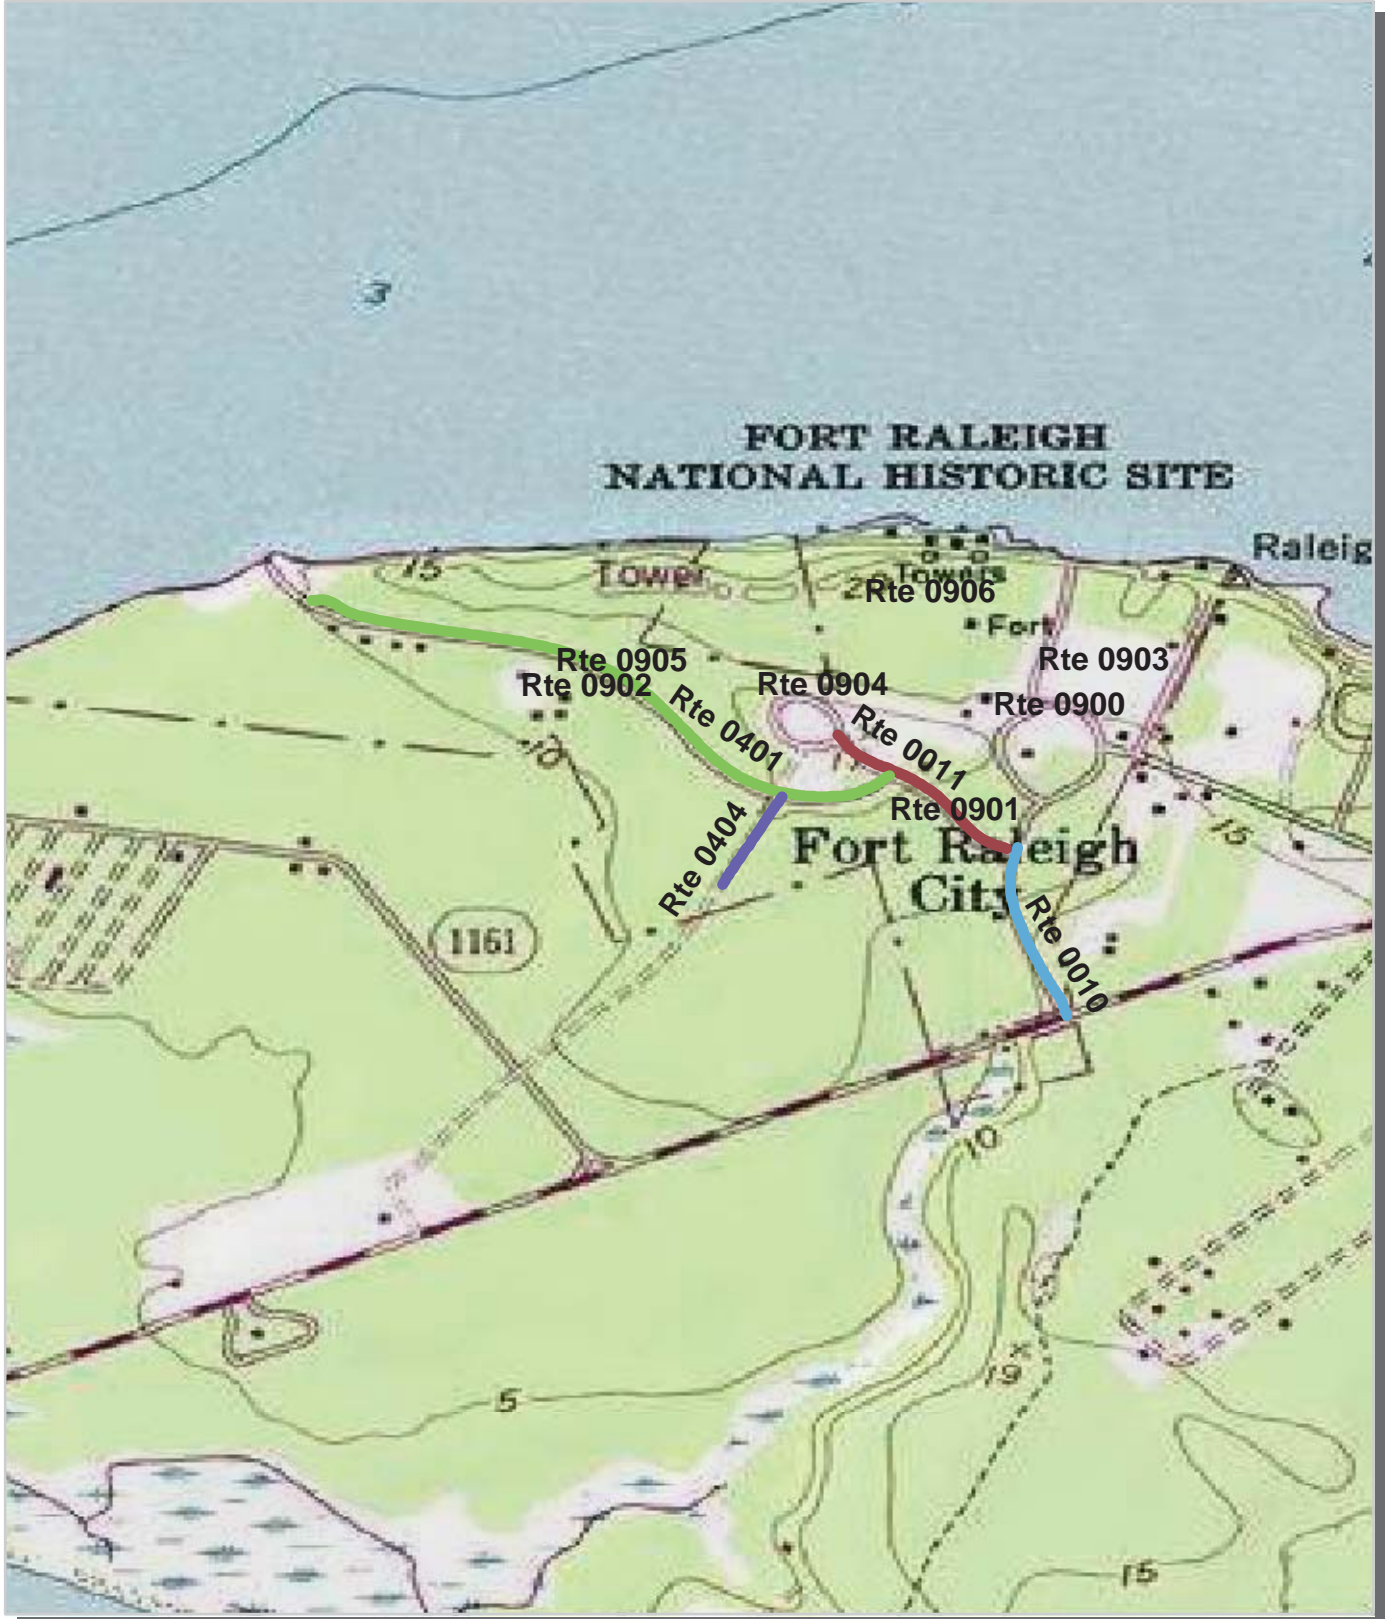 3
FORT RALEIGH
NATIONAL HISTORIC SITE
Raleig
15
Tower
Towers
Rte 0906
Fort
Rte 0905
Rte 0902
Rte 0903
Rte 0904
Rte 0900
Rte 0401
Rte 0011
10
Rte 0901
Rte 0404
Fort Raleigh
City
15
1161
Rte 0010
10
19
5
15